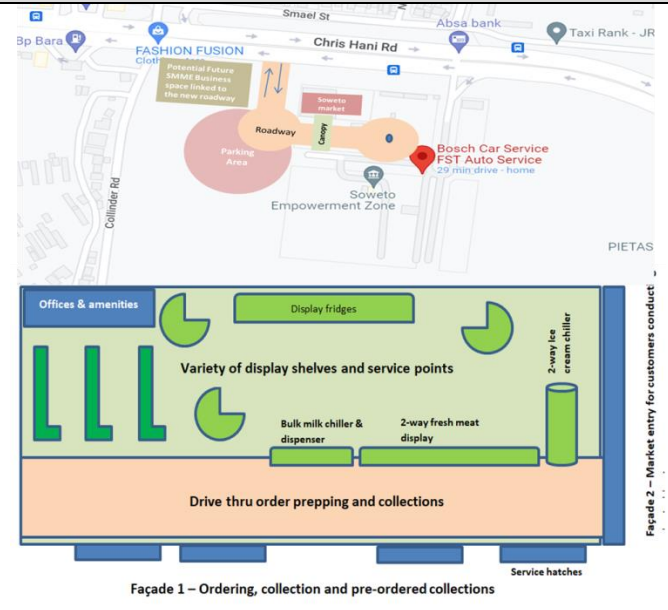 Smael St
Absa bank
Taxi Rank - JR
Bp Bara
FASHION FUSION
Chris Hani Rd
Potential Future
SMME Business
space linked to
the new roadway
Soweto
market
Roadway
Canopy
Parking
Area
Bosch Car Service
FST Auto Service
29 min drive - home
Soweto
Empowerment Zone
Collinder Rd
PIETAS
Offices & amenities
Display fridges
2-way Ice
cream chiller
Variety of display shelves and service points
Bulk milk chiller &
dispenser
2-way fresh meat
display
Drive thru order prepping and collections
Façade 2 – Market entry for customers conducti
Service hatches
Façade 1 – Ordering, collection and pre-ordered collections